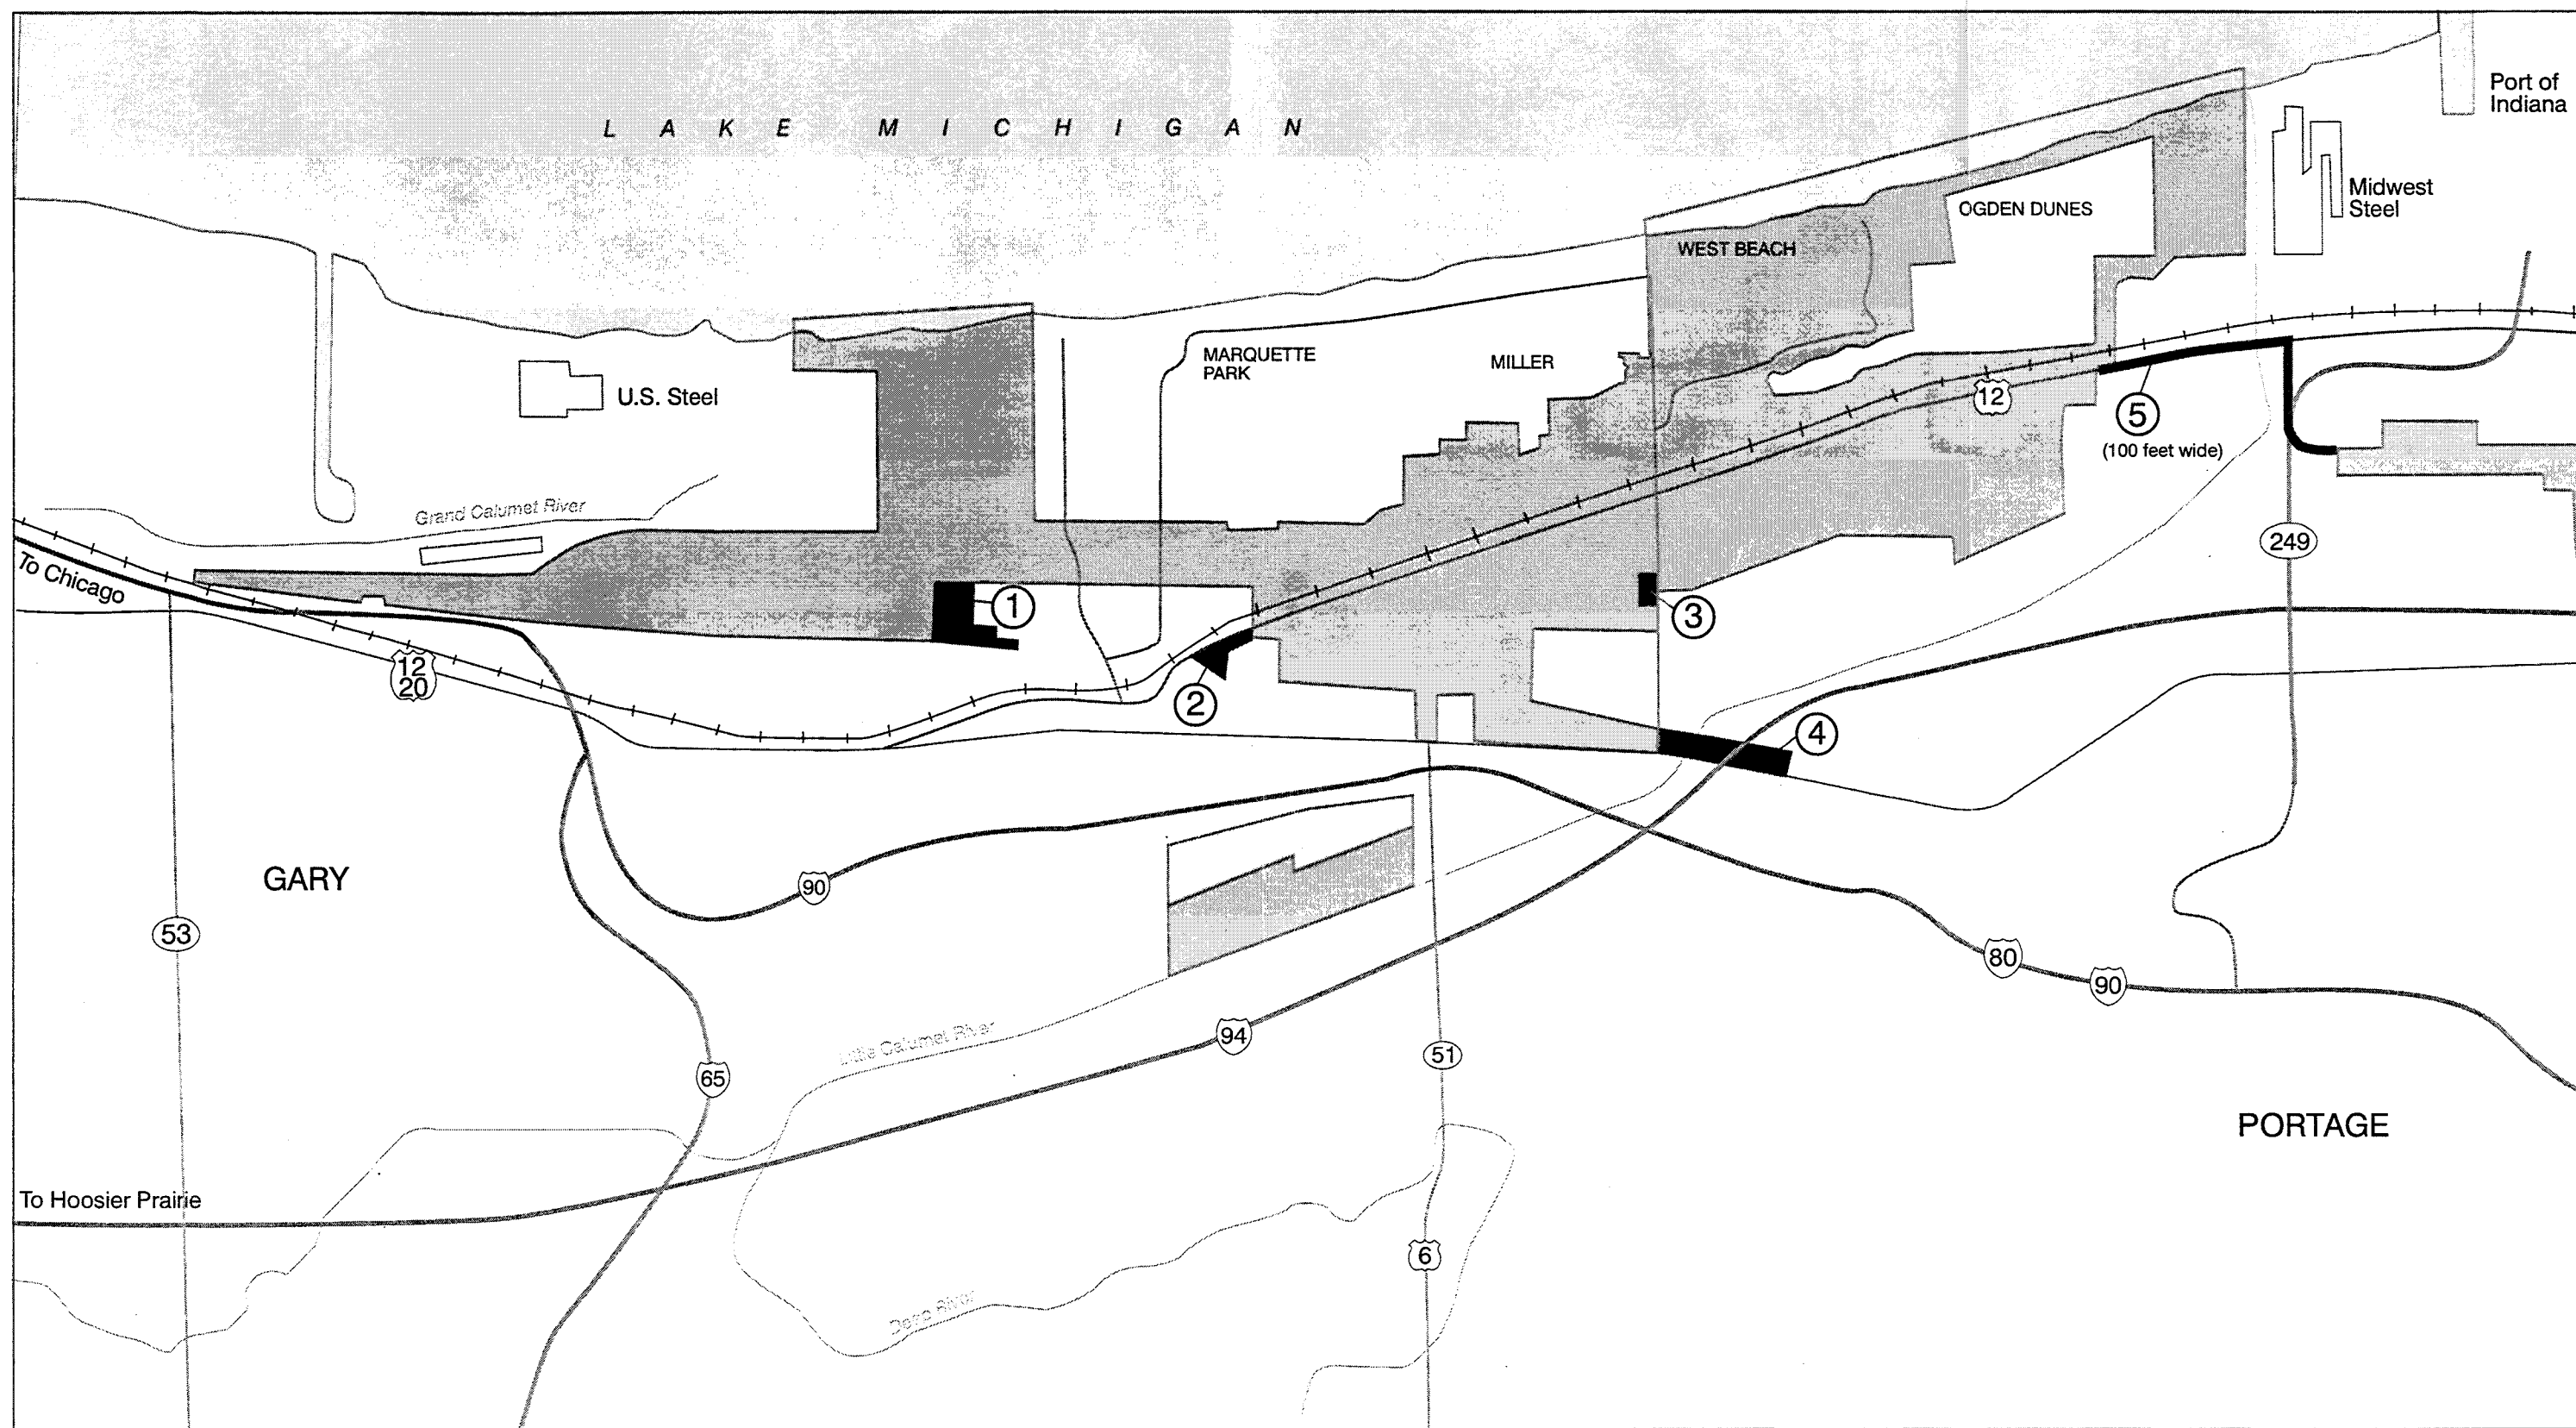 Port of
Indiana
LAKE MICHIGAN
Midwest
Steel
OGDEN DUNES
WEST BEACH
MARQUETTE
PARK
MILLER
U.S. Steel
12
5
(100 feet wide)
Grand Calumet River
249
To Chicago
1
3
12
20
2
4
GARY
90
53
80
90
Little Calumet River
94
51
65
PORTAGE
To Hoosier Prairie
6
Deep River